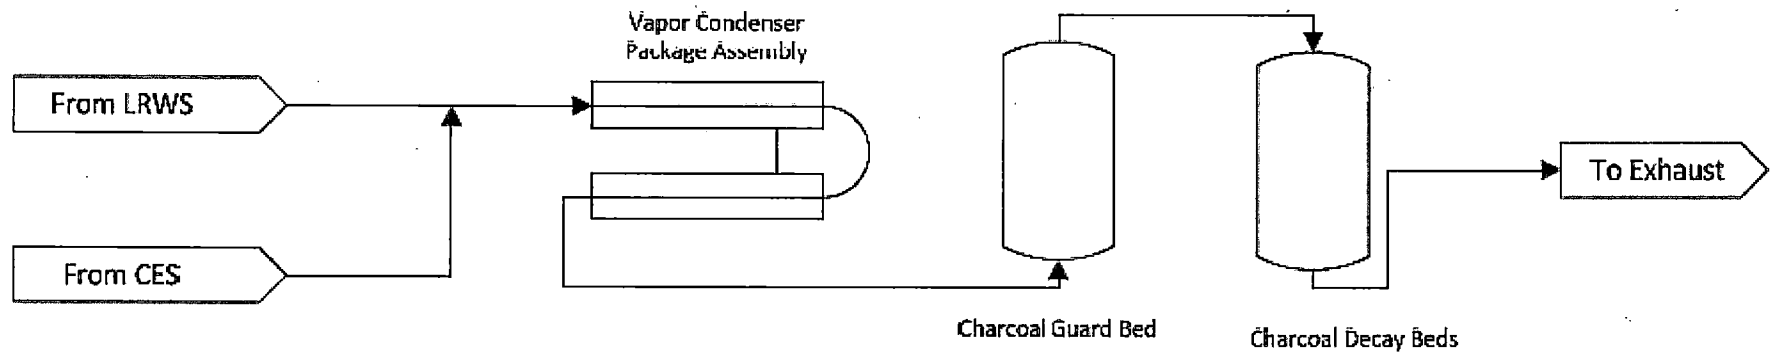 Vapor Condenser
Package Assembly
From LRWS
From CES
To Exhaust
Charcoal Guard Bed
Charcoal Decay Beds